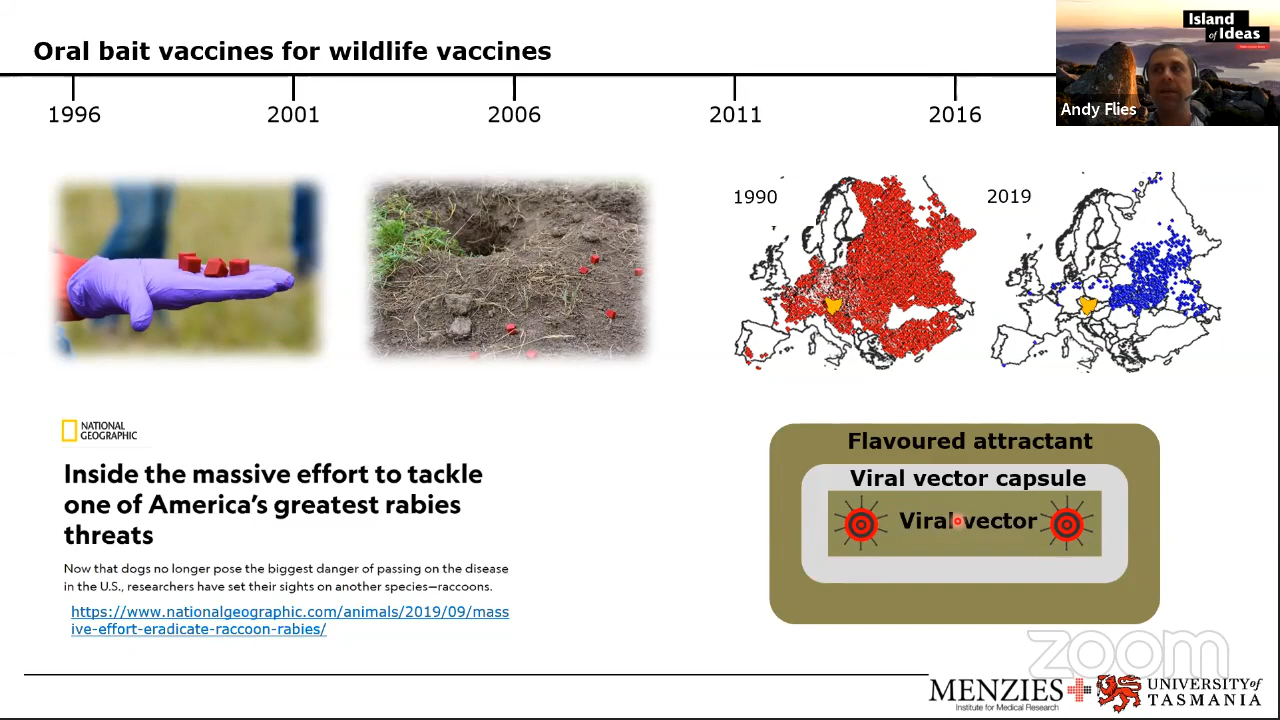 Oral bait vaccines for wildlife vaccines
Island
of Ideas
Andy Flies
1996
2001
2006
2011
2016
1990
2019
NATIONAL
GEOGRAPHIC
Inside the massive effort to tackle
one of America's greatest rabies
threats
Now that dogs no longer pose the biggest danger of passing on the disease
in the U.S., researchers have set their sights on another species—raccoons.
https://www.nationalgeographic.com/animals/2019/09/mass
ive-effort-eradicate-raccoon-rabies/
Flavoured attractant
Viral vector capsule
Viral vector
zoom
MENZIES
Institute for Medical Research
UNIVERSITY of
TASMANIA